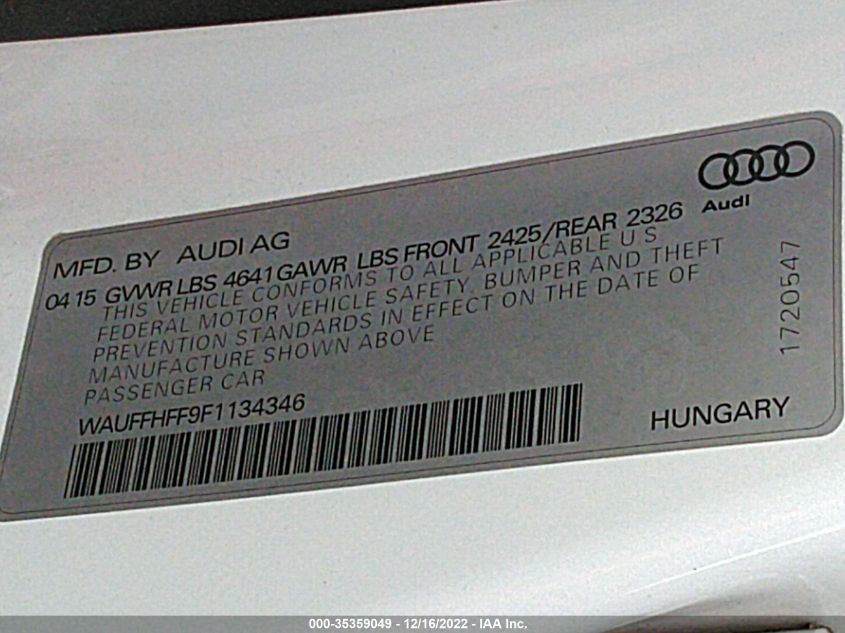 Audi
MFD. BY AUDI AG
04 15 GVWR LBS 4641 GAWR LBS FRONT 2425/REAR 2326
THIS VEHICLE CONFORMS TO ALL APPLICABLE U S
FEDERAL MOTOR VEHICLE SAFETY, BUMPER AND THEFT
PREVENTION STANDARDS IN EFFECT ON THE DATE OF
MANUFACTURE SHOWN ABOVE
PASSENGER CAR
WAUFFHFF9F1134346
HUNGARY
1720547
000-35359049 - 12/16/2022 - IAA Inc.